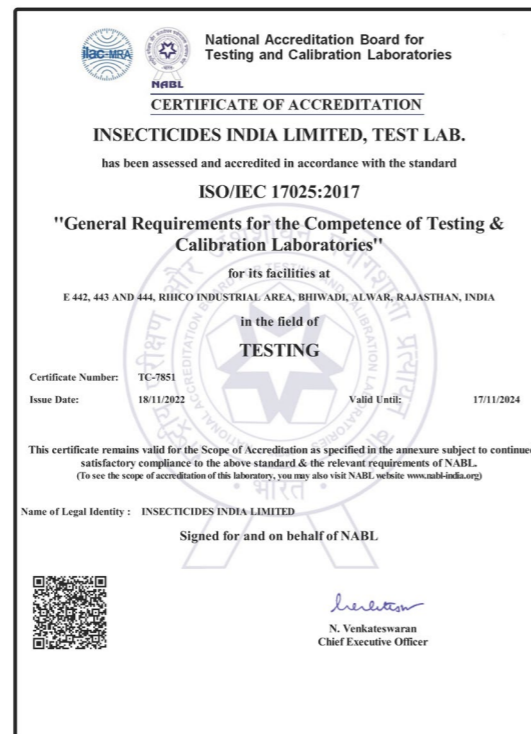 ilac-MRA
NABL
National Accreditation Board for
Testing and Calibration Laboratories
CERTIFICATE OF ACCREDITATION
INSECTICIDES INDIA LIMITED, TEST LAB.
has been assessed and accredited in accordance with the standard
ISO/IEC 17025:2017
"General Requirements for the Competence of Testing &
Calibration Laboratories"
for its facilities at
E 442, 443 AND 444, RHICO INDUSTRIAL AREA, BHIWADI, ALWAR, RAJASTHAN, INDIA
in the field of
TESTING
Certificate Number: TC-7851
Issue Date: 18/11/2022 Valid Until: 17/11/2024
This certificate remains valid for the Scope of Accreditation as specified in the annexure subject to continue
satisfactory compliance to the above standard & the relevant requirements of NABL.
(To see the scope of accreditation of this laboratory, you may also visit NABL website www.nabl-india.org)
भारत
Name of Legal Identity : INSECTICIDES INDIA LIMITED
Signed for and on behalf of NABL
N. Venkateswaran
Chief Executive Officer